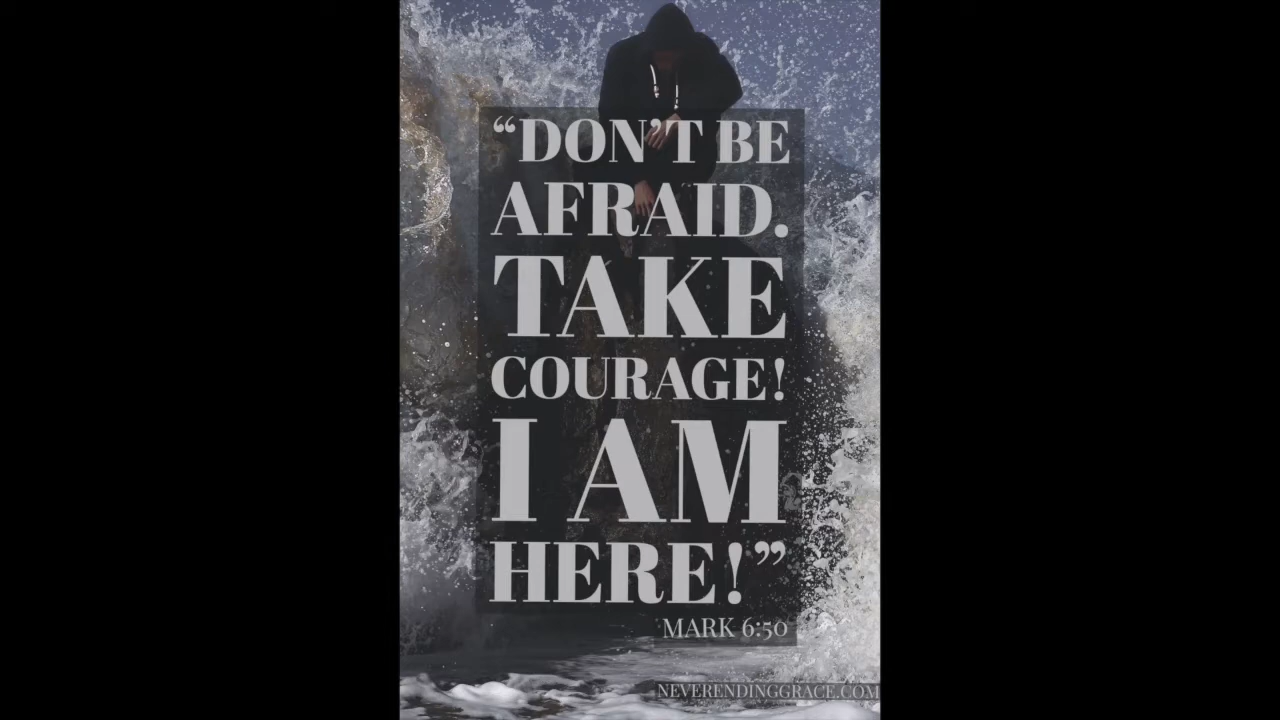 “DON’T BE
AFRAID.
TAKE
COURAGE!
I AM
HERE!”
MARK 6:50
NEVERENDINGGRACE.COM